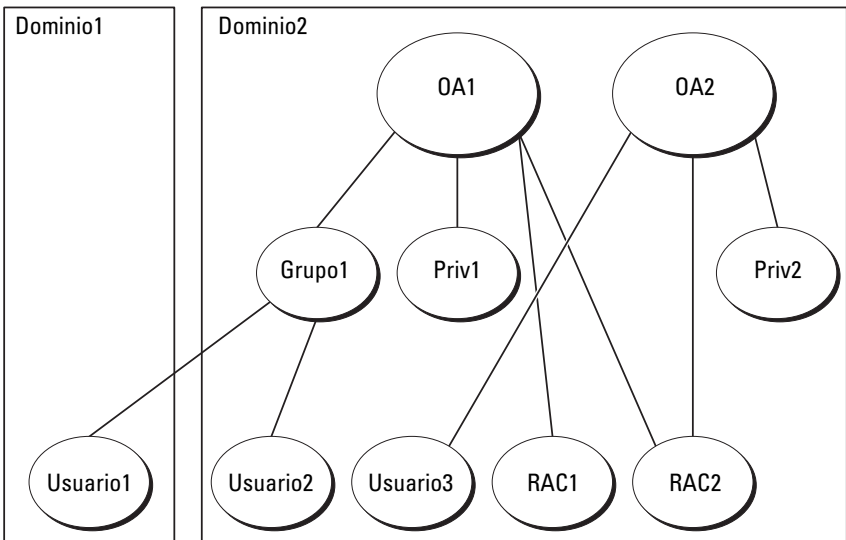 Dominio1
Dominio2
OA1
OA2
Grupo1
Priv1
Priv2
Usuario1
Usuario2
Usuario3
RAC1
RAC2